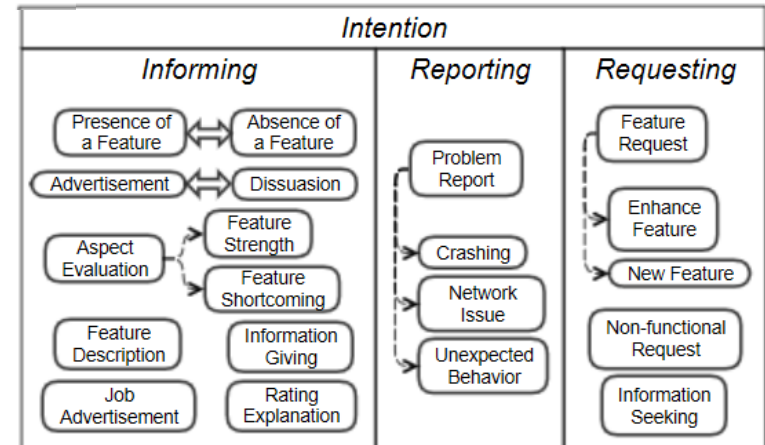 Intention
Informing
Presence of
a Feature
Absence of
a Feature
Advertisement
Dissuasion
Aspect
Evaluation
Feature
Strength
Feature
Shortcoming
Feature
Description
Information
Giving
Job
Advertisement
Rating
Explanation
Reporting
Problem
Report
Crashing
Network
Issue
Unexpected
Behavior
Requesting
Feature
Request
Enhance
Feature
New Feature
Non-functional
Request
Information
Seeking